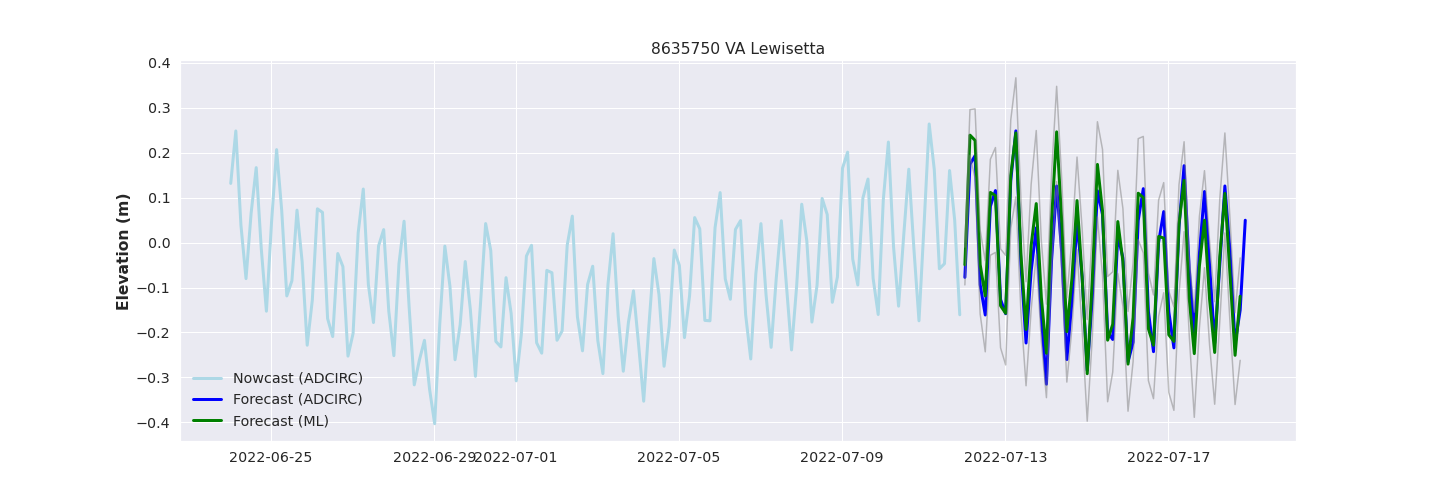 8635750 VA Lewisetta
Elevation (m)
0.4
0.3
0.2
0.1
0.0
−0.1
−0.2
−0.3
−0.4
Nowcast (ADCIRC)
Forecast (ADCIRC)
Forecast (ML)
2022-06-25 2022-06-29 2022-07-01 2022-07-05 2022-07-09 2022-07-13 2022-07-17